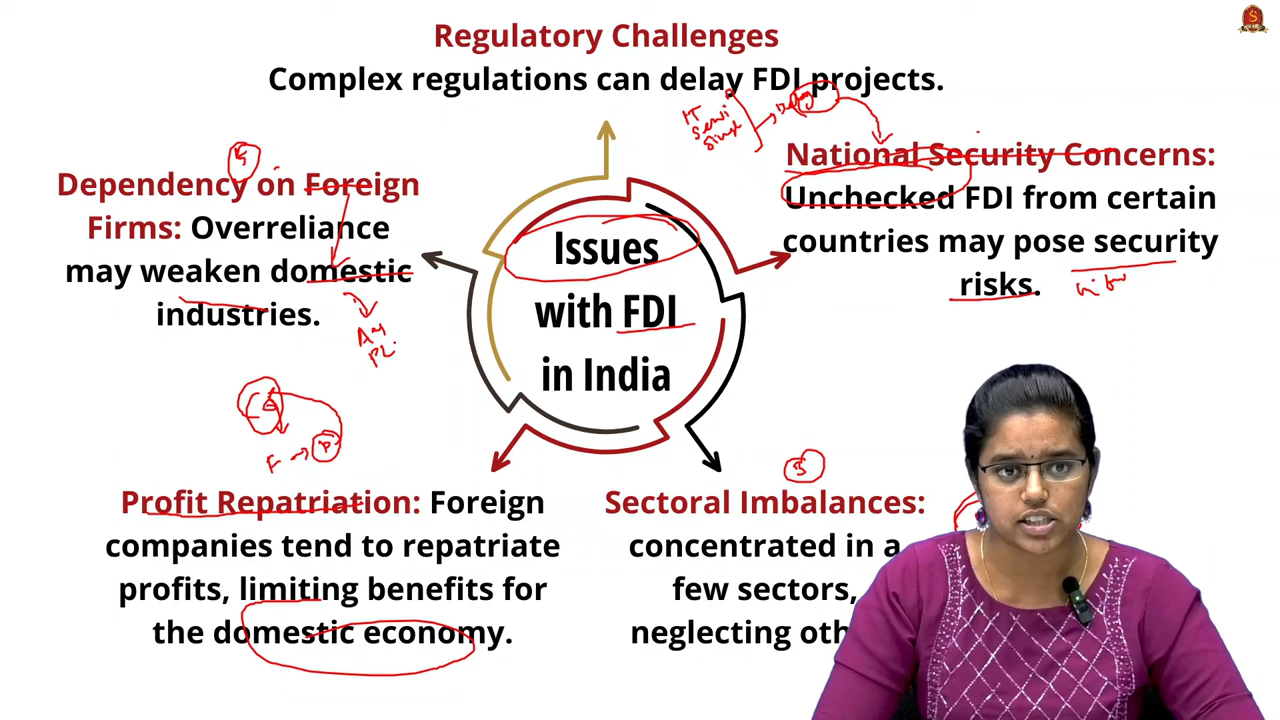 Regulatory Challenges
Complex regulations can delay FDI projects.
National Security Concerns:
Unchecked FDI from certain
countries may pose security
risks.
Dependency on Foreign
Firms: Overreliance
may weaken domestic
industries.
Issues
with FDI
in India
Profit Repatriation: Foreign
companies tend to repatriate
profits, limiting benefits for
the domestic economy.
Sectoral Imbalances:
concentrated in a
few sectors,
neglecting